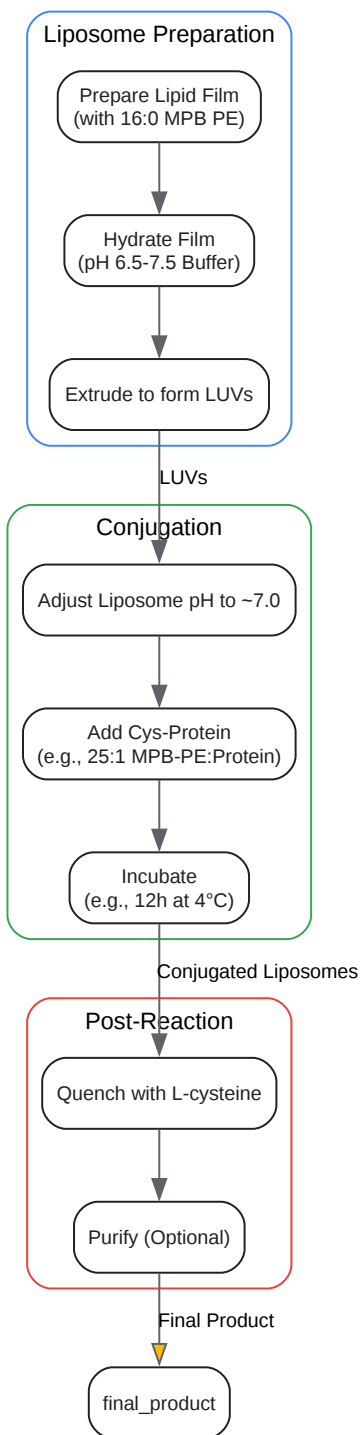 Liposome Preparation
Prepare Lipid Film
(with 16:0 MPB PE)
Hydrate Film
(pH 6.5-7.5 Buffer)
Extrude to form LUVs
LUVs
Conjugation
Adjust Liposome pH to ~7.0
Add Cys-Protein
(e.g., 25:1 MPB-PE:Protein)
Incubate
(e.g., 12h at 4°C)
Conjugated Liposomes
Post-Reaction
Quench with L-cysteine
Purify (Optional)
Final Product
final_product